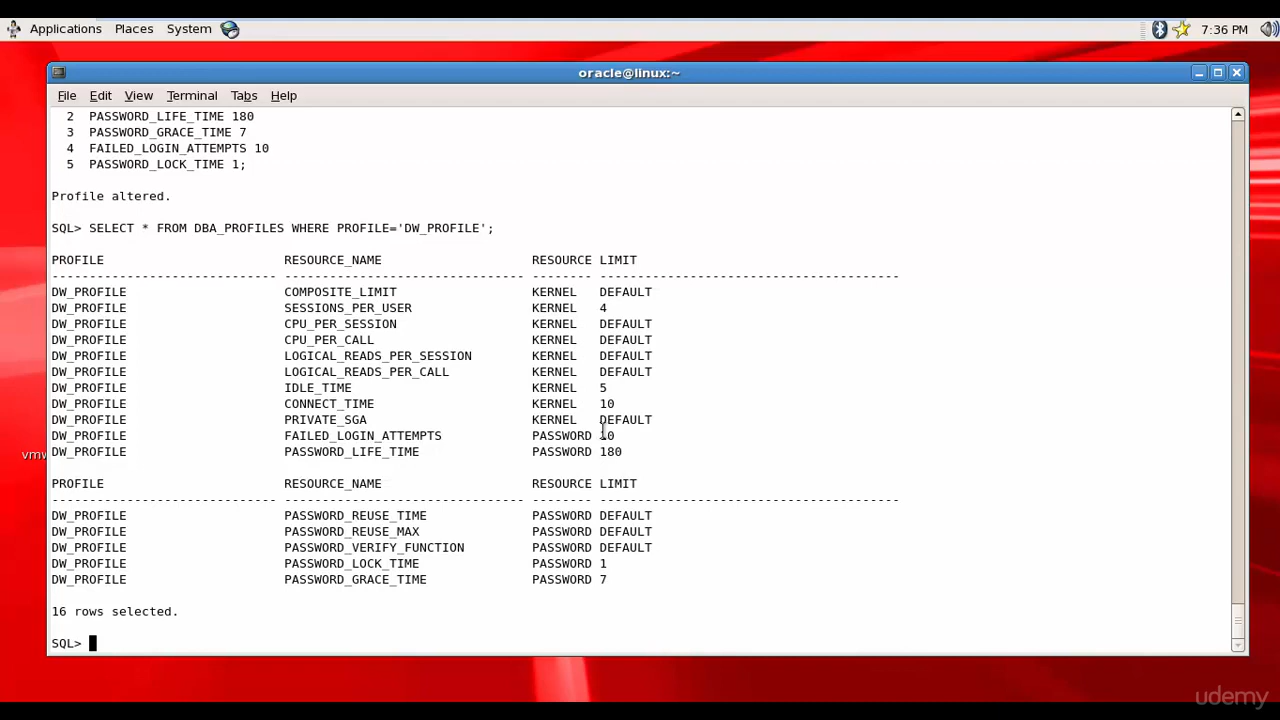 Applications Places System 7:36 PM
oracle@linux:~
File Edit View Terminal Tabs Help
2 PASSWORD_LIFE_TIME 180
3 PASSWORD_GRACE_TIME 7
4 FAILED_LOGIN_ATTEMPTS 10
5 PASSWORD_LOCK_TIME 1;
Profile altered.
SQL> SELECT * FROM DBA_PROFILES WHERE PROFILE='DW_PROFILE';
PROFILE RESOURCE_NAME RESOURCE LIMIT
------------------------------ -------------------------------- -------- ----------------------------------------
DW_PROFILE COMPOSITE_LIMIT KERNEL DEFAULT
DW_PROFILE SESSIONS_PER_USER KERNEL 4
DW_PROFILE CPU_PER_SESSION KERNEL DEFAULT
DW_PROFILE CPU_PER_CALL KERNEL DEFAULT
DW_PROFILE LOGICAL_READS_PER_SESSION KERNEL DEFAULT
DW_PROFILE LOGICAL_READS_PER_CALL KERNEL DEFAULT
DW_PROFILE IDLE_TIME KERNEL 5
DW_PROFILE CONNECT_TIME KERNEL 10
DW_PROFILE PRIVATE_SGA KERNEL DEFAULT
DW_PROFILE FAILED_LOGIN_ATTEMPTS PASSWORD 10
DW_PROFILE PASSWORD_LIFE_TIME PASSWORD 180
PROFILE RESOURCE_NAME RESOURCE LIMIT
------------------------------ -------------------------------- -------- ----------------------------------------
DW_PROFILE PASSWORD_REUSE_TIME PASSWORD DEFAULT
DW_PROFILE PASSWORD_REUSE_MAX PASSWORD DEFAULT
DW_PROFILE PASSWORD_VERIFY_FUNCTION PASSWORD DEFAULT
DW_PROFILE PASSWORD_LOCK_TIME PASSWORD 1
DW_PROFILE PASSWORD_GRACE_TIME PASSWORD 7
16 rows selected.
SQL>
vmw
udemy